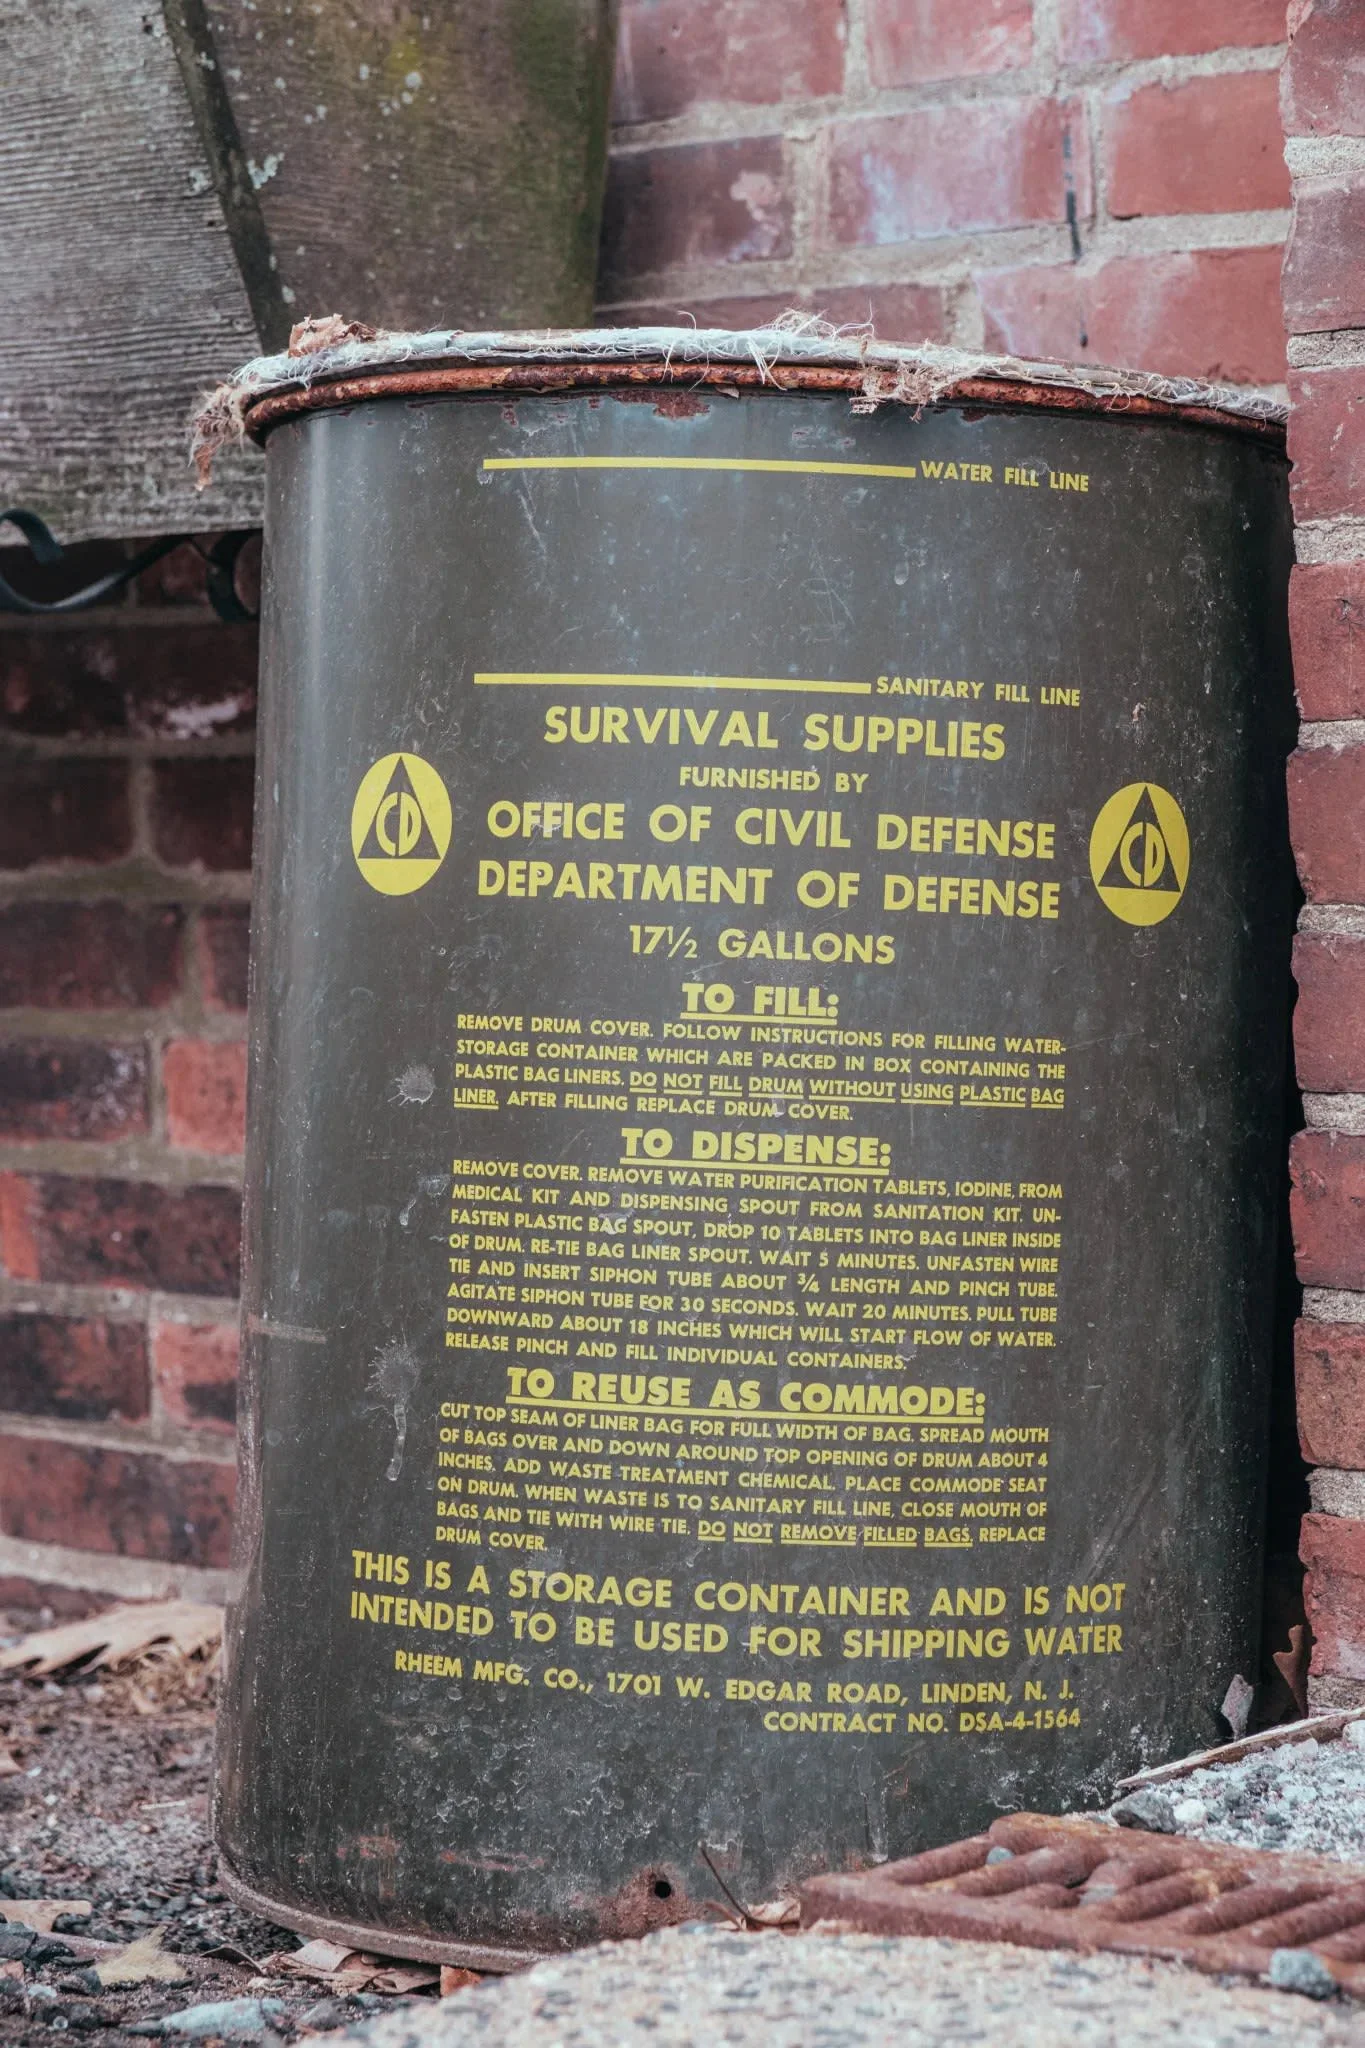 WATER FILL LINE
SANITARY FILL LINE
SURVIVAL SUPPLIES
FURNISHED BY
CD
OFFICE OF CIVIL DEFENSE
CD
DEPARTMENT OF DEFENSE
17½ GALLONS
TO FILL:
REMOVE DRUM COVER. FOLLOW INSTRUCTIONS FOR FILLING WATER-
STORAGE CONTAINER WHICH ARE PACKED IN BOX CONTAINING THE
PLASTIC BAG LINERS. DO NOT FILL DRUM WITHOUT USING PLASTIC BAG
LINER. AFTER FILLING REPLACE DRUM COVER.
TO DISPENSE:
REMOVE COVER. REMOVE WATER PURIFICATION TABLETS, IODINE, FROM
MEDICAL KIT AND DISPENSING SPOUT FROM SANITATION KIT. UN-
FASTEN PLASTIC BAG SPOUT, DROP 10 TABLETS INTO BAG LINER INSIDE
OF DRUM. RE-TIE BAG LINER SPOUT. WAIT 5 MINUTES. UNFASTEN WIRE
TIE AND INSERT SIPHON TUBE ABOUT ¾ LENGTH AND PINCH TUBE.
AGITATE SIPHON TUBE FOR 30 SECONDS. WAIT 20 MINUTES. PULL TUBE
DOWNWARD ABOUT 18 INCHES WHICH WILL START FLOW OF WATER.
RELEASE PINCH AND FILL INDIVIDUAL CONTAINERS.
TO REUSE AS COMMODE:
CUT TOP SEAM OF LINER BAG FOR FULL WIDTH OF BAG. SPREAD MOUTH
OF BAGS OVER AND DOWN AROUND TOP OPENING OF DRUM ABOUT 4
INCHES. ADD WASTE TREATMENT CHEMICAL. PLACE COMMODE SEAT
ON DRUM. WHEN WASTE IS TO SANITARY FILL LINE, CLOSE MOUTH OF
BAGS AND TIE WITH WIRE TIE. DO NOT REMOVE FILLED BAGS. REPLACE
DRUM COVER.
THIS IS A STORAGE CONTAINER AND IS NOT
INTENDED TO BE USED FOR SHIPPING WATER
RHEEM MFG. CO., 1701 W. EDGAR ROAD, LINDEN, N. J.
CONTRACT NO. DSA-4-1564